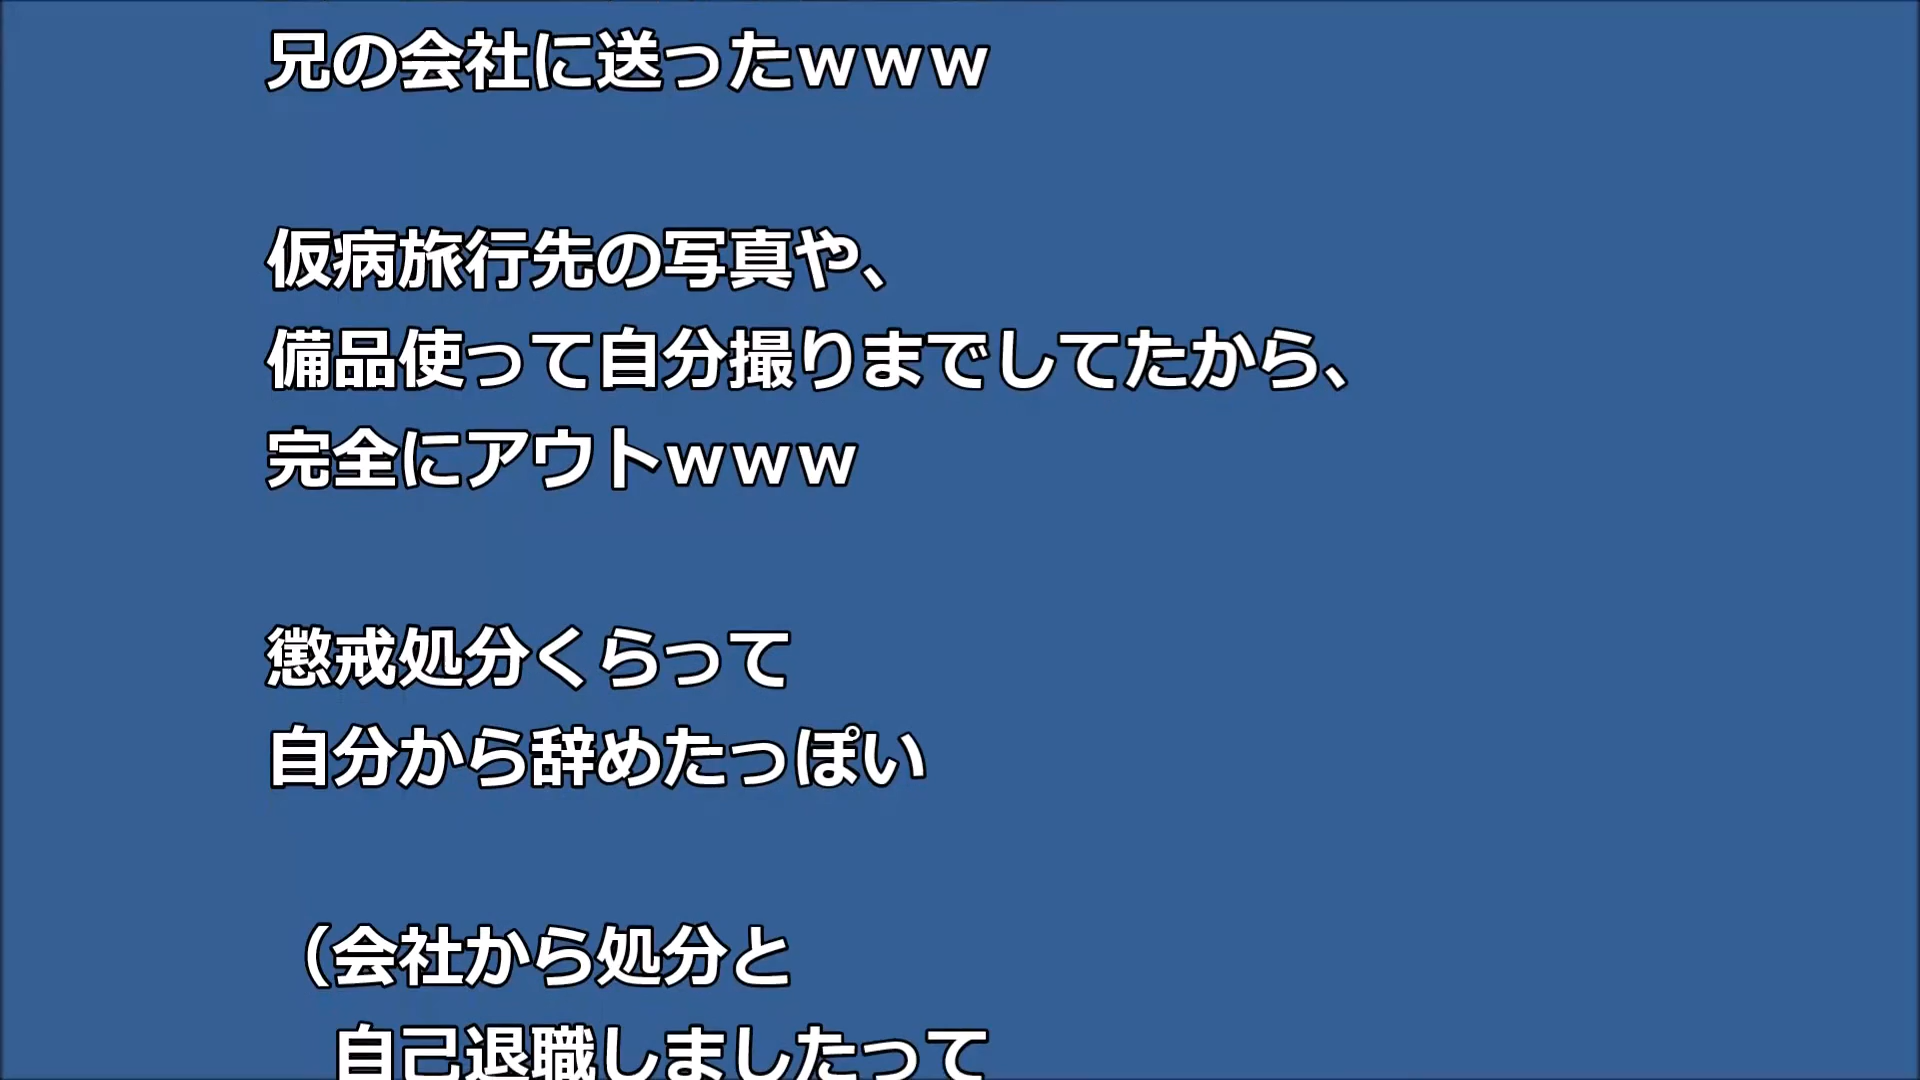 兄の会社に送ったｗｗｗ
仮病旅行先の写真や、
備品使って自分撮りまでしてたから、
完全にアウトｗｗｗ
懲戒処分くらって
自分から辞めたっぽい
（会社から処分と
自己退職しましたって